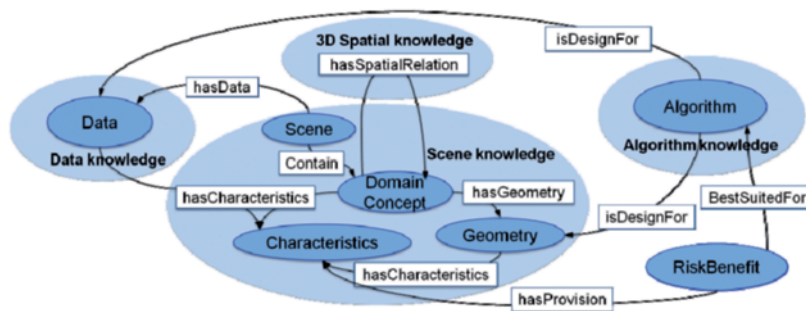 3D Spatial knowledge
isDesignFor
hasSpatialRelation
hasData
Data
Data knowledge
Scene
Algorithm
Algorithm knowledge
Contain
Scene knowledge
Domain
Concept
hasCharacteristics
hasGeometry
BestSuitedFor
isDesignFor
Characteristics
Geometry
hasCharacteristics
RiskBenefit
hasProvision